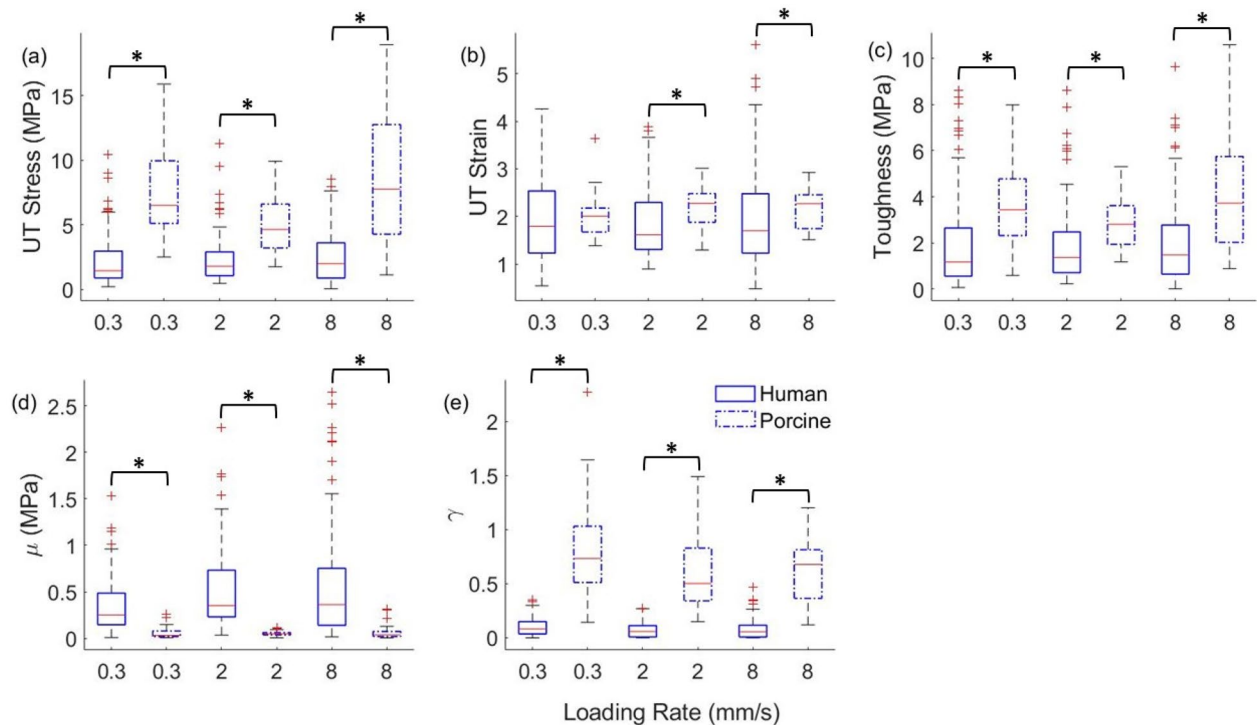 (a)
UT Stress (MPa)
15
10
5
0
*
*
*
0.3 0.3 2 2 8 8
(b)
UT Strain
5
4
3
2
1
*
*
0.3 0.3 2 2 8 8
(c)
Toughness (MPa)
10
8
6
4
2
0
*
*
*
0.3 0.3 2 2 8 8
(d)
μ (MPa)
2.5
2
1.5
1
0.5
0
*
*
*
0.3 0.3 2 2 8 8
(e)
γ
2
1.5
1
0.5
0
*
*
*
Human
Porcine
0.3 0.3 2 2 8 8
Loading Rate (mm/s)